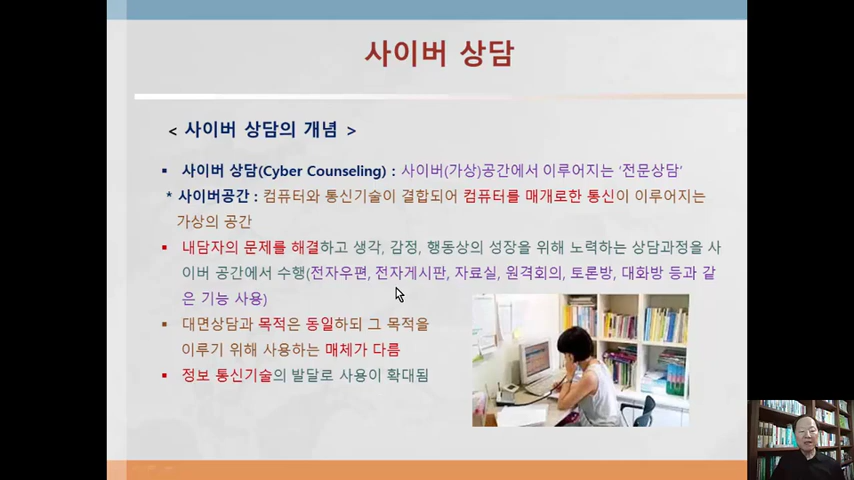 사이버 상담
< 사이버 상담의 개념 >
▪ 사이버 상담(Cyber Counseling) : 사이버(가상)공간에서 이루어지는 '전문상담'
* 사이버공간 : 컴퓨터와 통신기술이 결합되어 컴퓨터를 매개로한 통신이 이루어지는
가상의 공간
▪ 내담자의 문제를 해결하고 생각, 감정, 행동상의 성장을 위해 노력하는 상담과정을 사
이버 공간에서 수행(전자우편, 전자게시판, 자료실, 원격회의, 토론방, 대화방 등과 같
은 기능 사용)
▪ 대면상담과 목적은 동일하되 그 목적을
이루기 위해 사용하는 매체가 다름
▪ 정보 통신기술의 발달로 사용이 확대됨